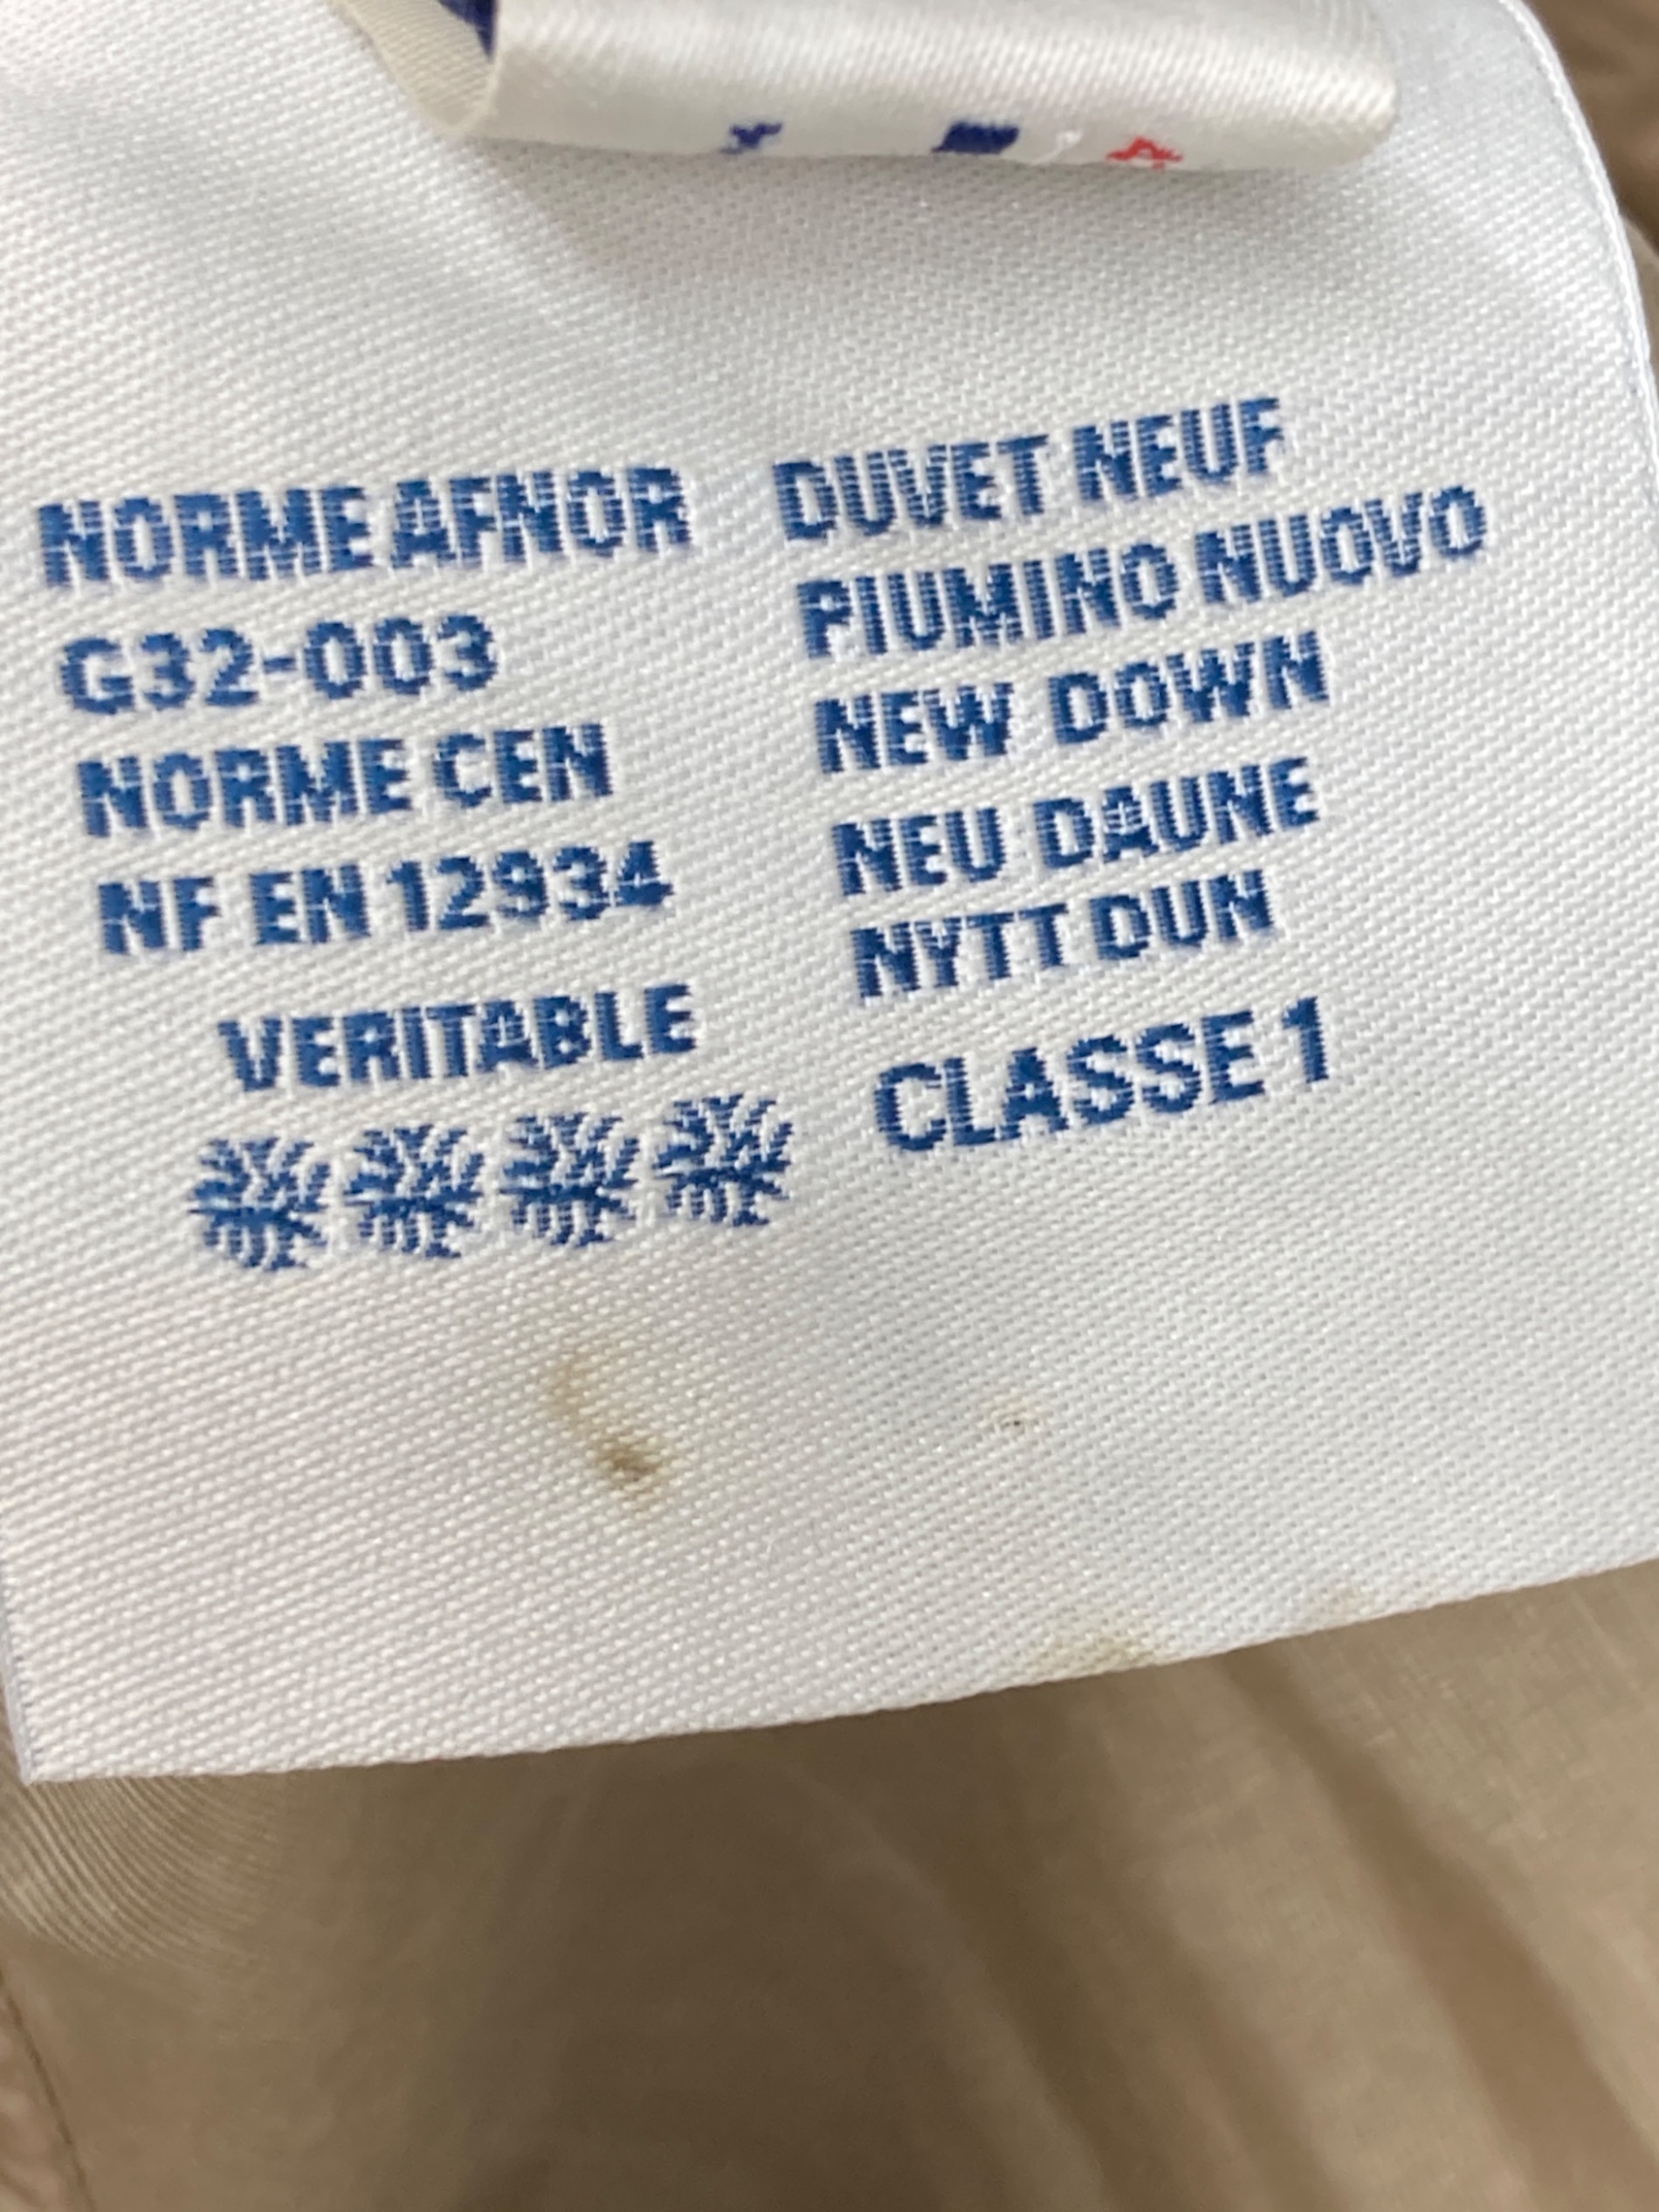 NORME AFNOR
G32-003
NORME CEN
NF EN 12934
VERITABLE
DUVET NEUF
PIUMINO NUOVO
NEW DOWN
NEU DAUNE
NYTT DUN
CLASSE 1